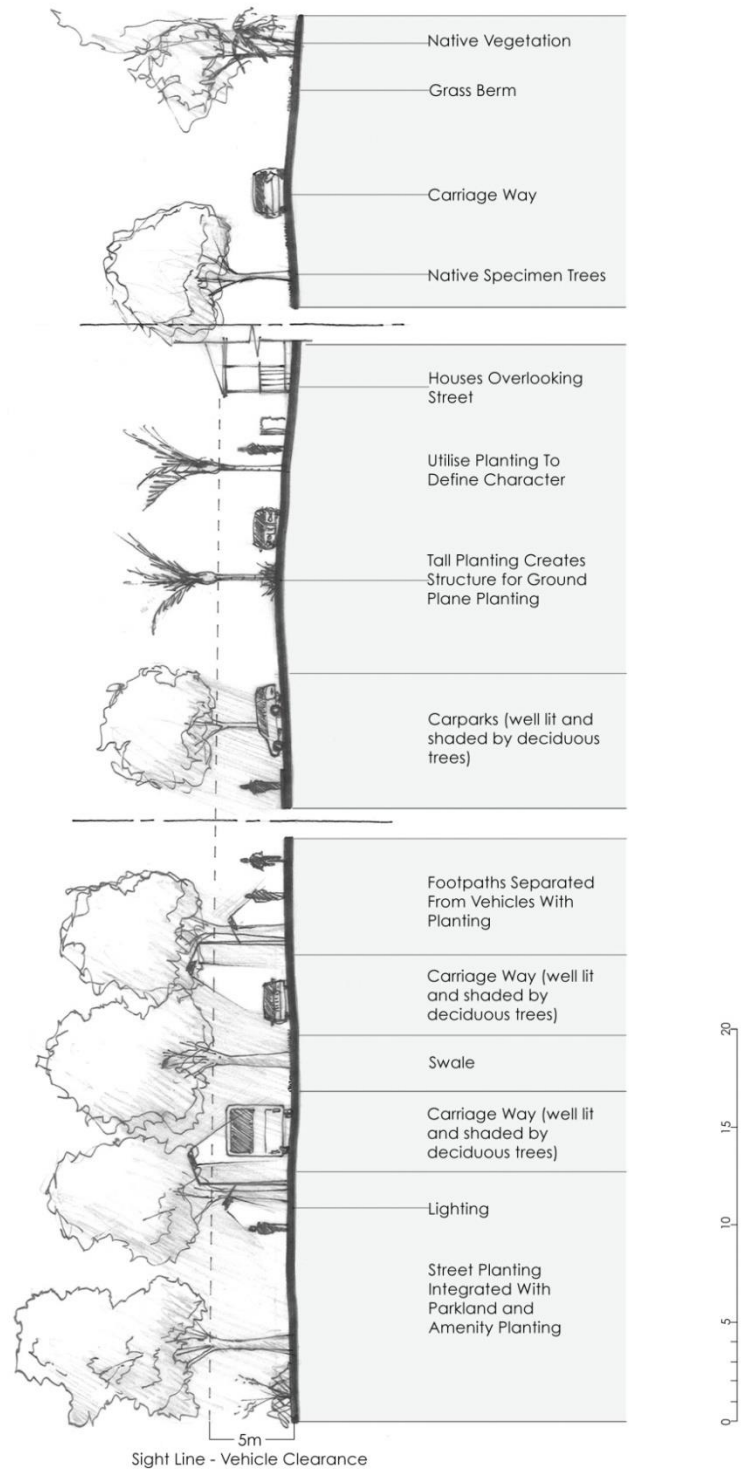 Native Vegetation
Grass Berm
Carriage Way
Native Specimen Trees
Houses Overlooking
Street
Utilise Planting To
Define Character
Tall Planting Creates
Structure for Ground
Plane Planting
Carparks (well lit and
shaded by deciduous
trees)
Footpaths Separated
From Vehicles With
Planting
Carriage Way (well lit
and shaded by
deciduous trees)
Swale
Carriage Way (well lit
and shaded by
deciduous trees)
Lighting
Street Planting
Integrated With
Parkland and
Amenity Planting
20
15
10
5
0
5m
Sight Line - Vehicle Clearance